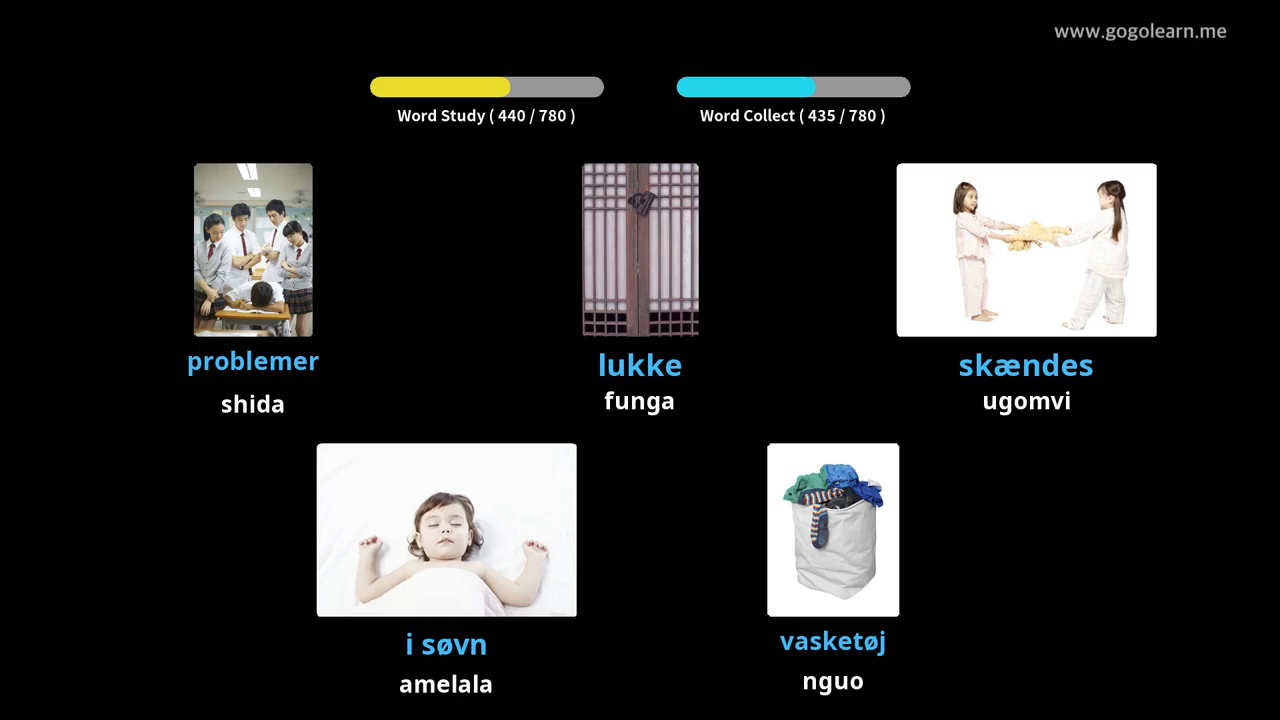 www.gogolearn.me
Word Study ( 440 / 780 )
Word Collect ( 435 / 780 )
problemer
shida
lukke
funga
skændes
ugomvi
i søvn
amelala
vasketøj
nguo